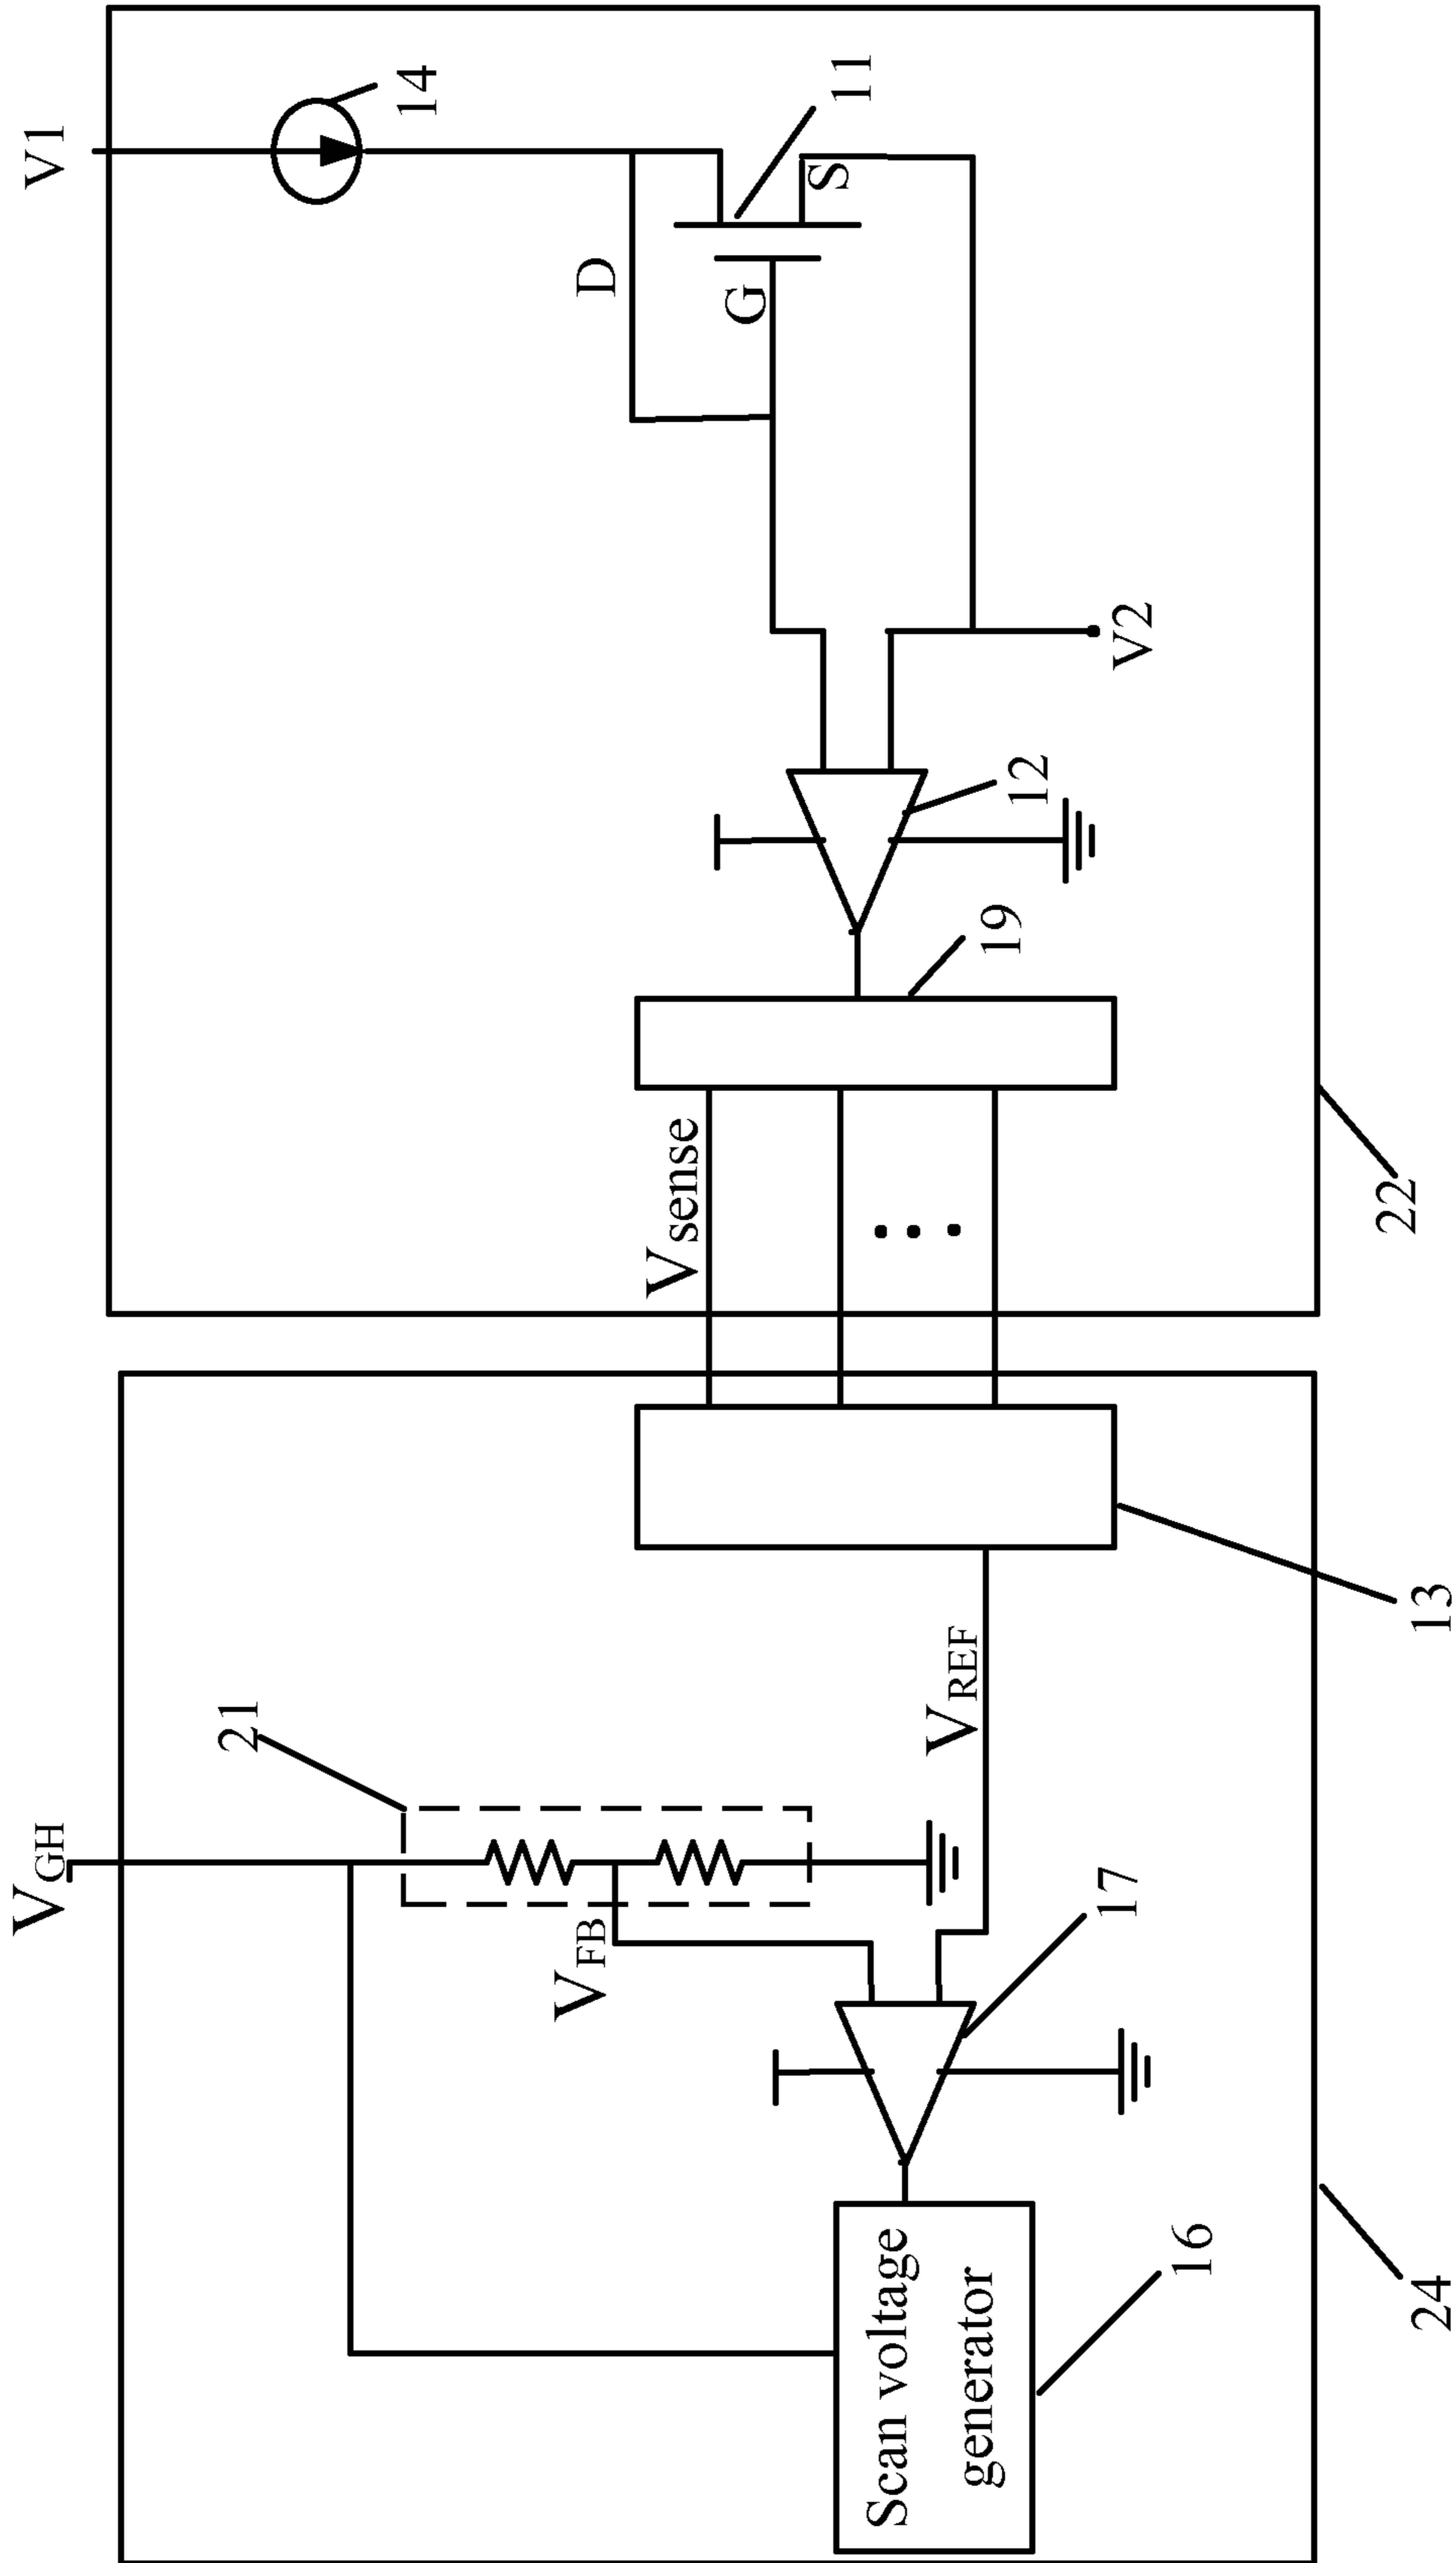 V1
14
11
D
G
S
V2
12
19
Vsense
...
22
13
VREF
21
VGH
VFB
17
Scan voltage
generator
16
24